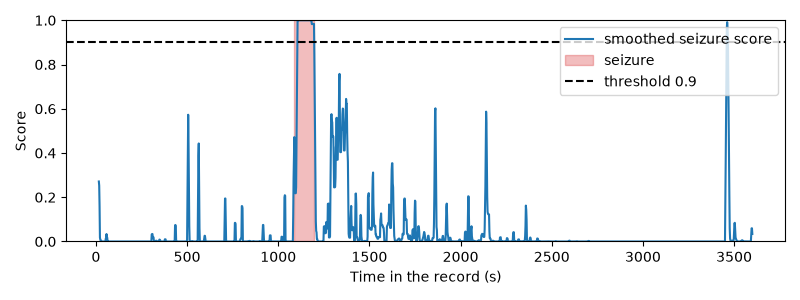 1.0
0.8
0.6
0.4
0.2
0.0
Score
smoothed seizure score
seizure
threshold 0.9
0 500 1000 1500 2000 2500 3000 3500
Time in the record (s)